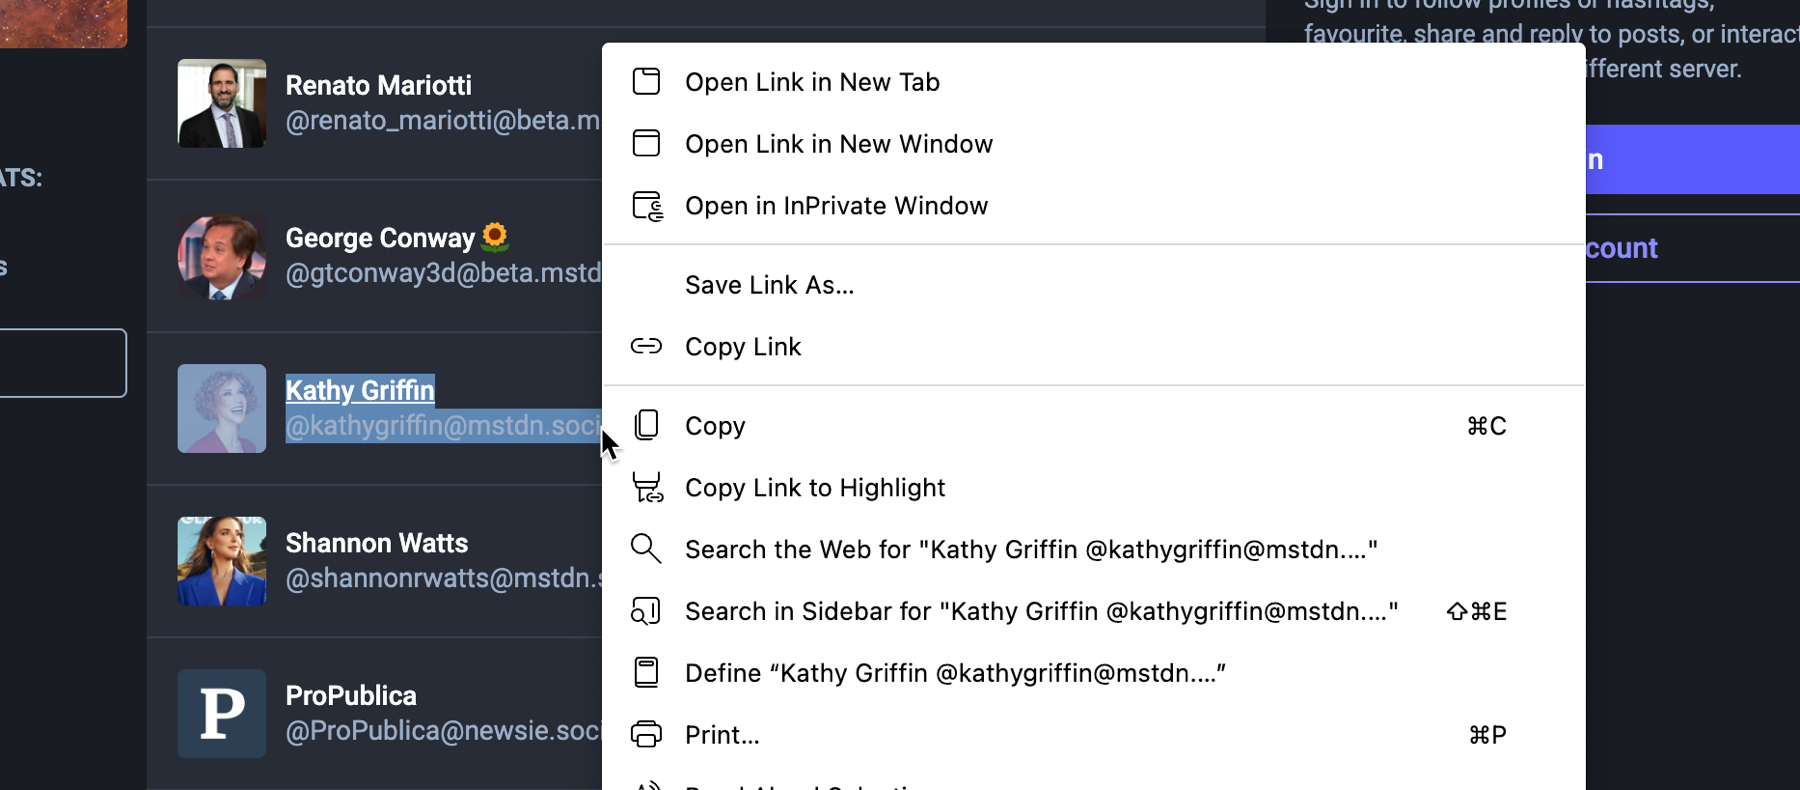 Sign in to follow profiles or hashtags,
favourite, share and reply to posts, or interact
ifferent server.
n
count
ATS:
s
Renato Mariotti
@renato_mariotti@beta.m
George Conway🌻
@gtconway3d@beta.mstd
Kathy Griffin
@kathygriffin@mstdn.soci
Shannon Watts
@shannonrwatts@mstdn.s
P
ProPublica
@ProPublica@newsie.soci
Open Link in New Tab
Open Link in New Window
Open in InPrivate Window
Save Link As...
Copy Link
Copy ⌘C
Copy Link to Highlight
Search the Web for "Kathy Griffin @kathygriffin@mstdn...."
Search in Sidebar for "Kathy Griffin @kathygriffin@mstdn...." ⇧⌘E
Define “Kathy Griffin @kathygriffin@mstdn....”
Print... ⌘P